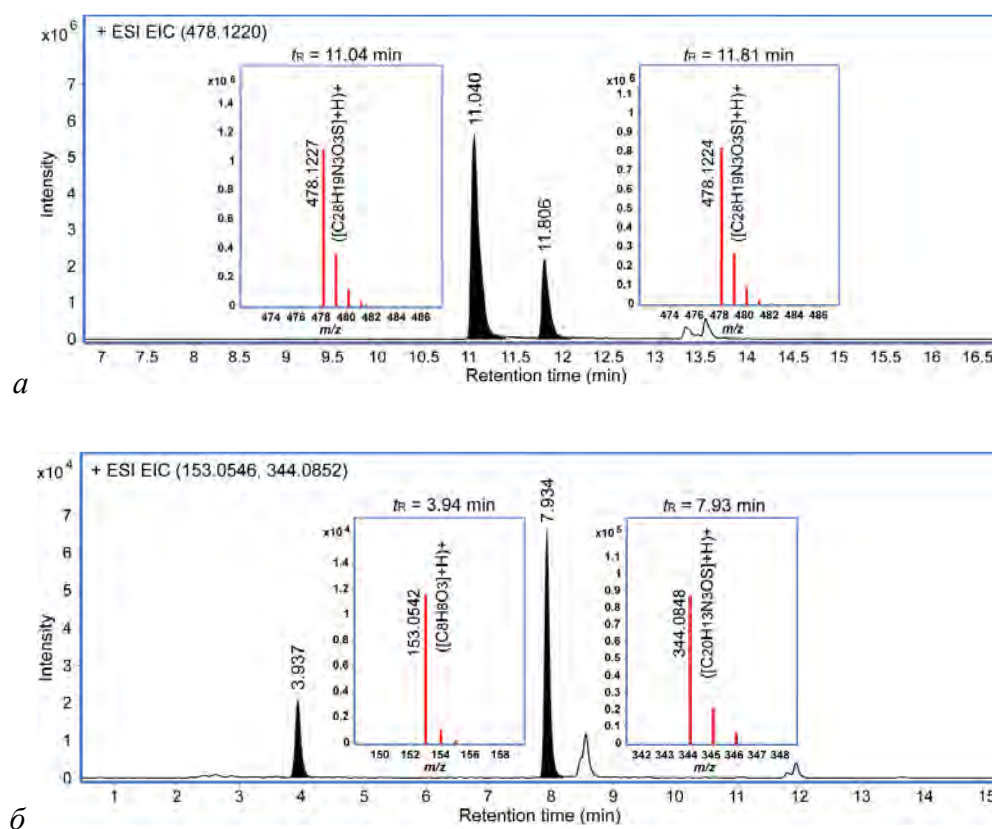 + ESI EIC (478.1220)
x10 6
7
6
5
4
3
2
1
0
Intensity
tR = 11.04 min
x10 6
1.4
1.2
1
0.8
0.6
0.4
0.2
0
478.1227
([C28H19N3O3S]+H)+
474 476 478 480 482 484 486
m/z
11.040
11.806
tR = 11.81 min
x10 6
1.1
1
0.9
0.8
0.7
0.6
0.5
0.4
0.3
0.2
0.1
0
478.1224
([C28H19N3O3S]+H)+
474 476 478 480 482 484 486
m/z
7 7.5 8 8.5 9 9.5 10 10.5 11 11.5 12 12.5 13 13.5 14 14.5 15 15.5 16 16.5
Retention time (min)
а
+ ESI EIC (153.0546, 344.0852)
x10 4
7
6
5
4
3
2
1
0
Intensity
3.937
tR = 3.94 min
x10 4
1.4
1.2
1
0.8
0.6
0.4
0.2
0
153.0542
([C8H8O3]+H)+
150 152 154 156 158
m/z
7.934
tR = 7.93 min
x10 5
1.1
1
0.9
0.8
0.7
0.6
0.5
0.4
0.3
0.2
0.1
0
344.0848
([C20H13N3OS]+H)+
342 343 344 345 346 347 348
m/z
1 2 3 4 5 6 7 8 9 10 11 12 13 14 15
Retention time (min)
б